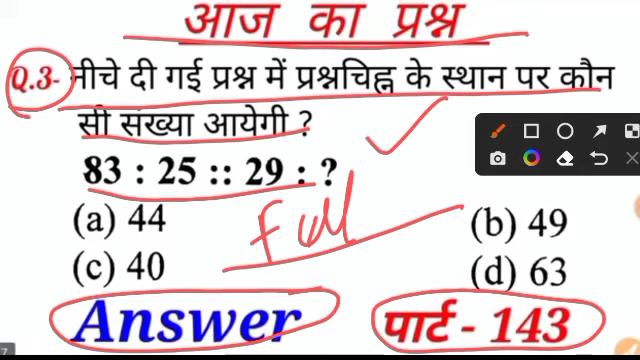 आज का प्रश्न
Q.3- नीचे दी गई प्रश्न में प्रश्नचिह्न के स्थान पर कौन
सी संख्या आयेगी ?
83 : 25 :: 29 : ?
(a) 44 (b) 49
(c) 40 (d) 63
Full
Answer पार्ट - 143
7